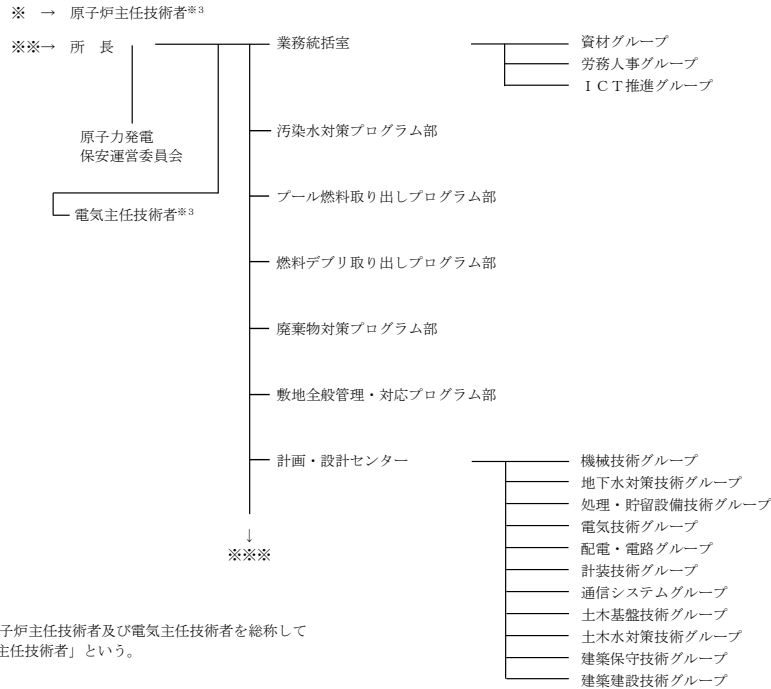 ※ → 原子炉主任技術者※3
※※→ 所 長
業務統括室
資材グループ
労務人事グループ
ICT推進グループ
原子力発電
保安運営委員会
汚染水対策プログラム部
電気主任技術者※3
プール燃料取り出しプログラム部
燃料デブリ取り出しプログラム部
廃棄物対策プログラム部
敷地全般管理・対応プログラム部
計画・設計センター
機械技術グループ
地下水対策技術グループ
処理・貯留設備技術グループ
電気技術グループ
配電・電路グループ
計装技術グループ
通信システムグループ
土木基盤技術グループ
土木水対策技術グループ
建築保守技術グループ
建築建設技術グループ
↓
※※※
子炉主任技術者及び電気主任技術者を総称して
主任技術者」という。